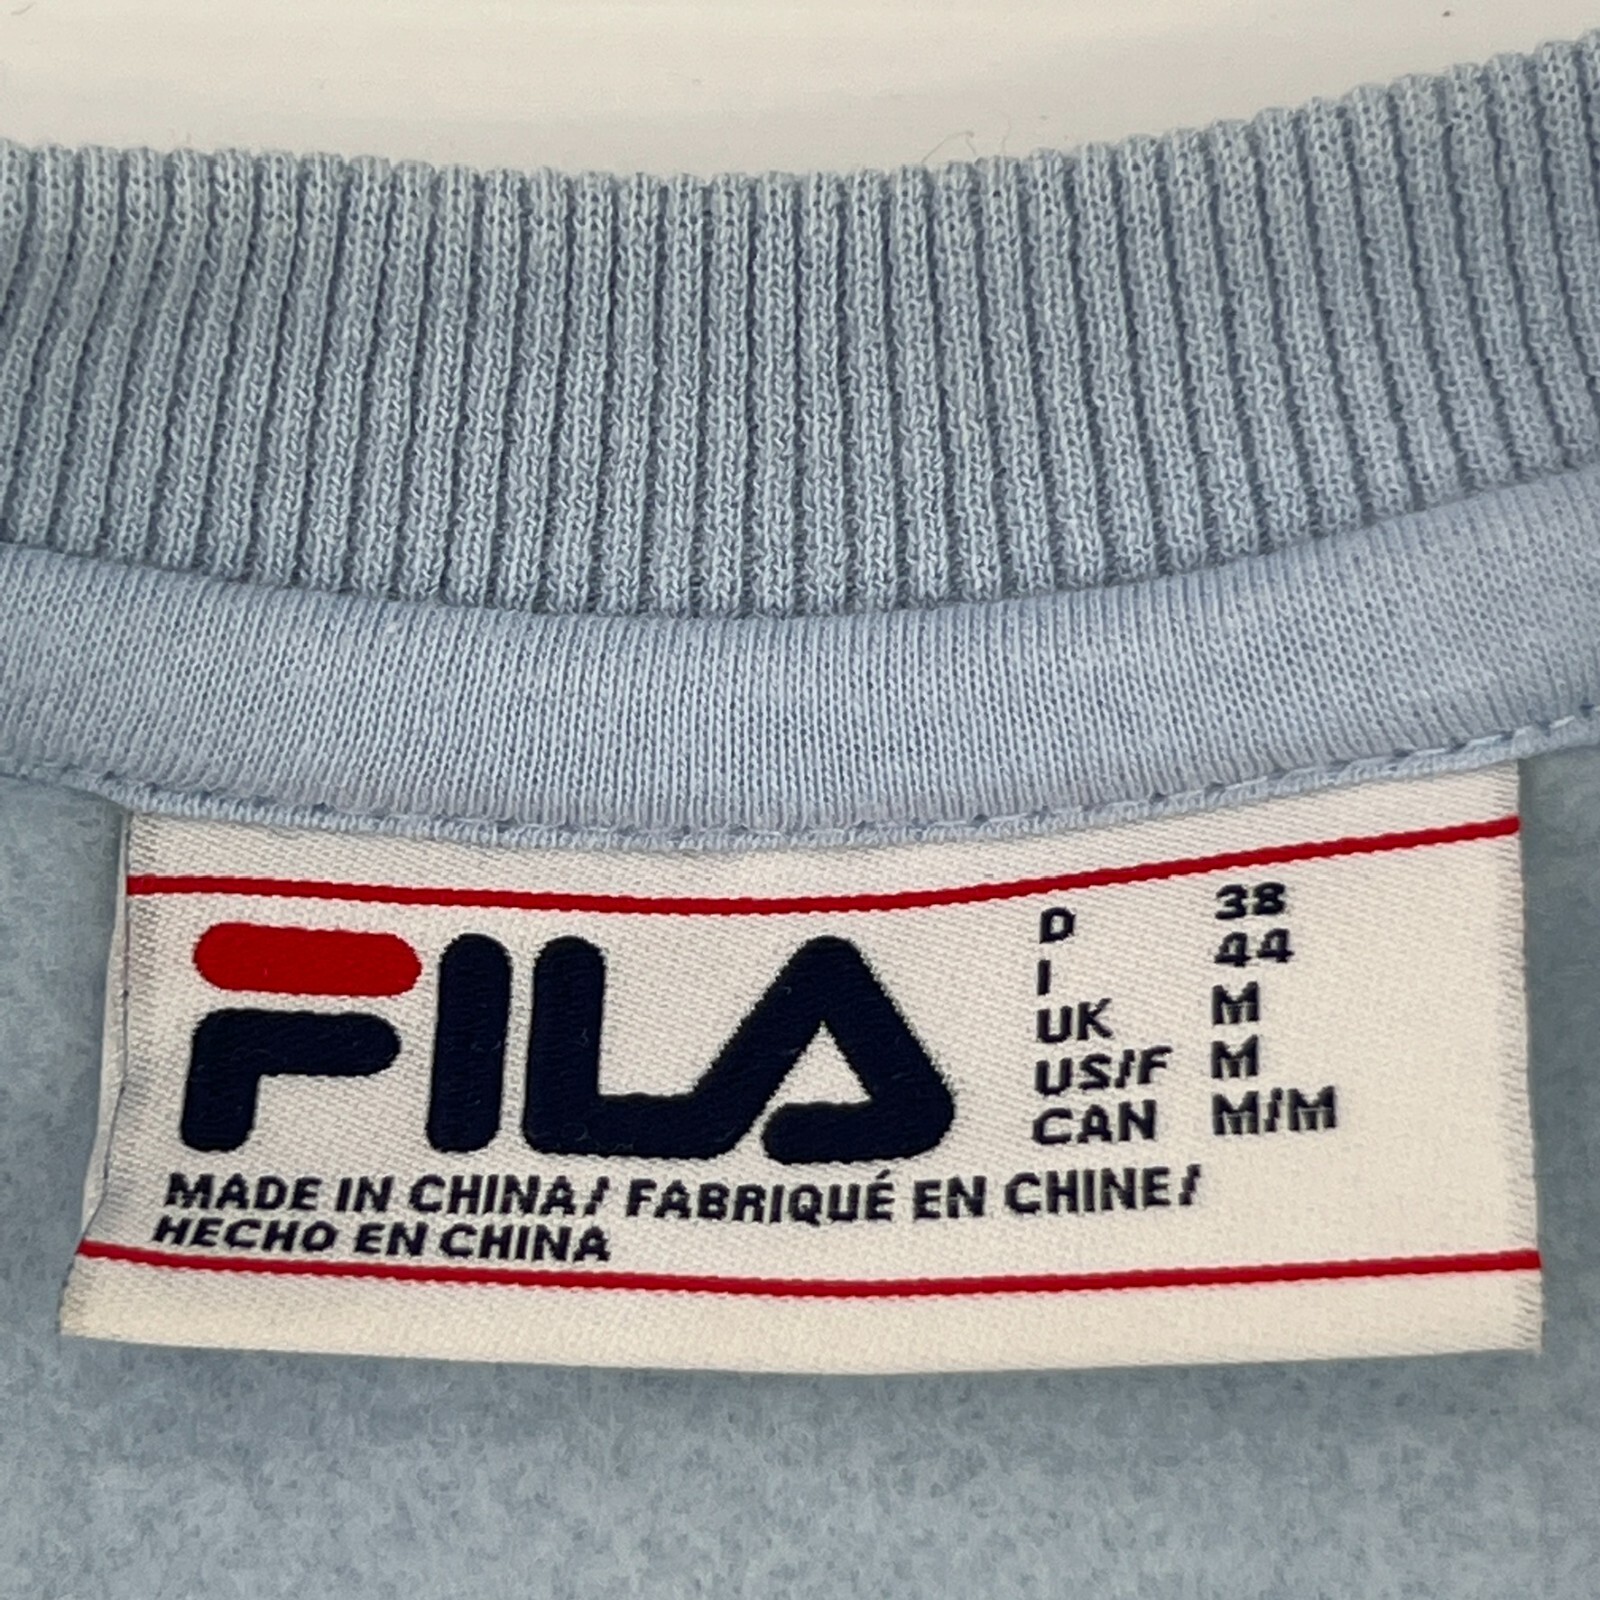 FILA
D 38
I 44
UK M
US/F M
CAN M/M
MADE IN CHINA/ FABRIQUÉ EN CHINE/
HECHO EN CHINA